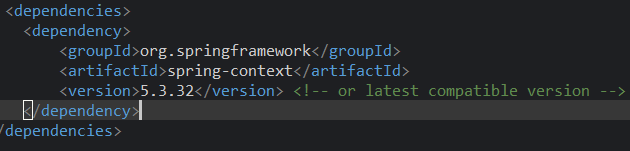 <dependencies>
<dependency>
<groupId>org.springframework</groupId>
<artifactId>spring-context</artifactId>
<version>5.3.32</version> <!-- or latest compatible version -->
</dependency>
/dependencies>